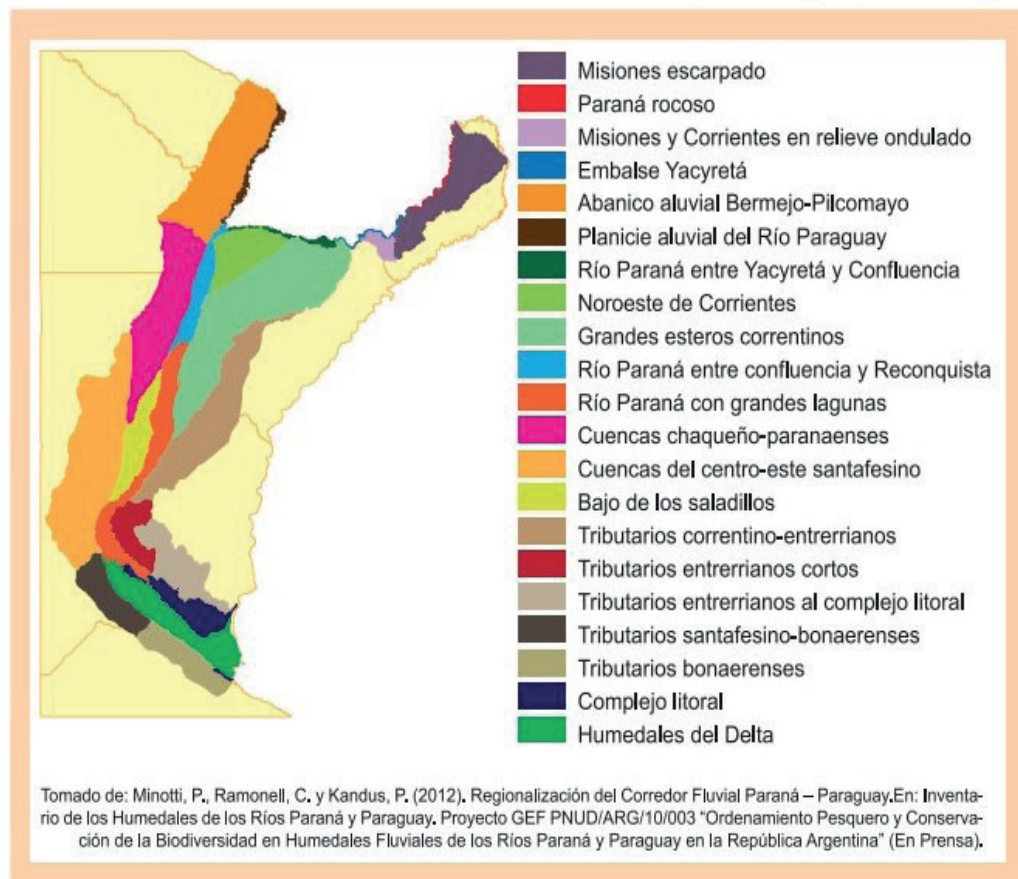 Misiones escarpado
Paraná rocoso
Misiones y Corrientes en relieve ondulado
Embalse Yacyretá
Abanico aluvial Bermejo-Pilcomayo
Planicie aluvial del Río Paraguay
Río Paraná entre Yacyretá y Confluencia
Noroeste de Corrientes
Grandes esteros correntinos
Río Paraná entre confluencia y Reconquista
Río Paraná con grandes lagunas
Cuencas chaqueño-paranaenses
Cuencas del centro-este santafesino
Bajo de los saladillos
Tributarios correntino-entrerrianos
Tributarios entrerrianos cortos
Tributarios entrerrianos al complejo litoral
Tributarios santafesino-bonaerenses
Tributarios bonaerenses
Complejo litoral
Humedales del Delta
Tomado de: Minotti, P., Ramonell, C. y Kandus, P. (2012). Regionalización del Corredor Fluvial Paraná – Paraguay.En: Inventa-
rio de los Humedales de los Ríos Paraná y Paraguay. Proyecto GEF PNUD/ARG/10/003 “Ordenamiento Pesquero y Conserva-
ción de la Biodiversidad en Humedales Fluviales de los Ríos Paraná y Paraguay en la República Argentina” (En Prensa).